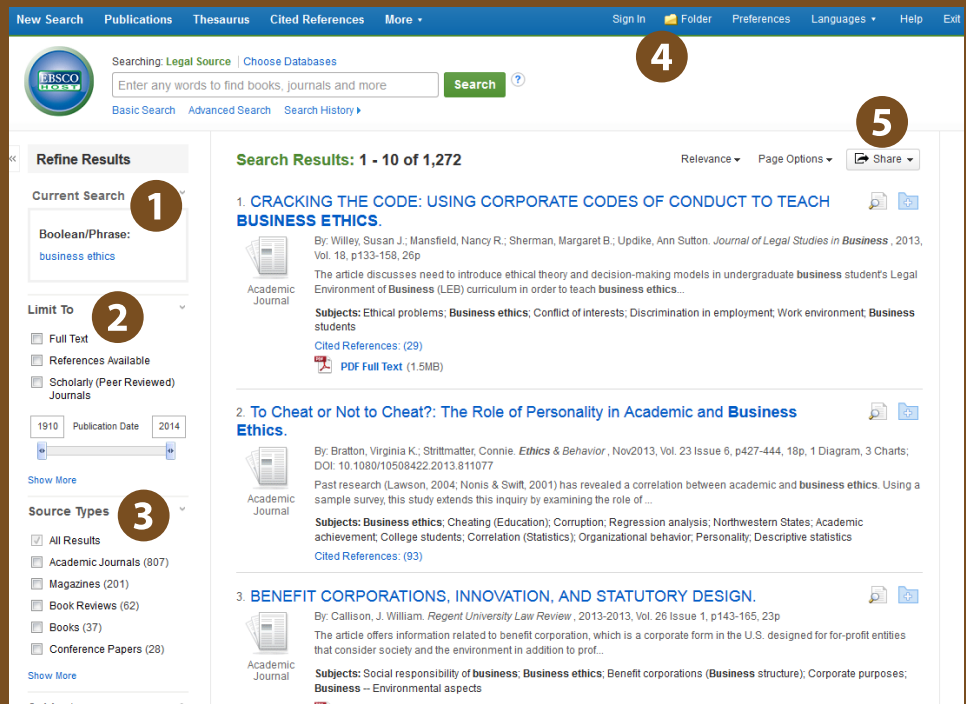 New Search Publications Thesaurus Cited References More
Sign In Folder Preferences Languages Help Exit
4
EBSCO
HOST
Searching: Legal Source | Choose Databases
Enter any words to find books, journals and more
Search
?
Basic Search Advanced Search Search History
5
«
Refine Results
Current Search
1
Boolean/Phrase:
business ethics
Limit To
2
Full Text
References Available
Scholarly (Peer Reviewed)
Journals
1910 Publication Date 2014
Show More
Source Types
3
All Results
Academic Journals (807)
Magazines (201)
Book Reviews (62)
Books (37)
Conference Papers (28)
Show More
Search Results: 1 - 10 of 1,272
Relevance Page Options Share
1. CRACKING THE CODE: USING CORPORATE CODES OF CONDUCT TO TEACH
BUSINESS ETHICS.
Academic
Journal
By: Willey, Susan J.; Mansfield, Nancy R.; Sherman, Margaret B.; Updike, Ann Sutton. Journal of Legal Studies in Business , 2013,
Vol. 18, p133-158, 26p
The article discusses need to introduce ethical theory and decision-making models in undergraduate business student's Legal
Environment of Business (LEB) curriculum in order to teach business ethics...
Subjects: Ethical problems; Business ethics; Conflict of interests; Discrimination in employment; Work environment; Business
students
Cited References: (29)
PDF Full Text (1.5MB)
2. To Cheat or Not to Cheat?: The Role of Personality in Academic and Business
Ethics.
Academic
Journal
By: Bratton, Virginia K.; Strittmatter, Connie. Ethics & Behavior , Nov2013, Vol. 23 Issue 6, p427-444, 18p, 1 Diagram, 3 Charts;
DOI: 10.1080/10508422.2013.811077
Past research (Lawson, 2004; Nonis & Swift, 2001) has revealed a correlation between academic and business ethics. Using a
sample survey, this study extends this inquiry by examining the role of ...
Subjects: Business ethics; Cheating (Education); Corruption; Regression analysis; Northwestern States; Academic
achievement; College students; Correlation (Statistics); Organizational behavior; Personality; Descriptive statistics
Cited References: (93)
3. BENEFIT CORPORATIONS, INNOVATION, AND STATUTORY DESIGN.
Academic
Journal
By: Callison, J. William. Regent University Law Review , 2013-2013, Vol. 26 Issue 1, p143-165, 23p
The article offers information related to benefit corporation, which is a corporate form in the U.S. designed for for-profit entities
that consider society and the environment in addition to prof...
Subjects: Social responsibility of business; Business ethics; Benefit corporations (Business structure); Corporate purposes;
Business -- Environmental aspects